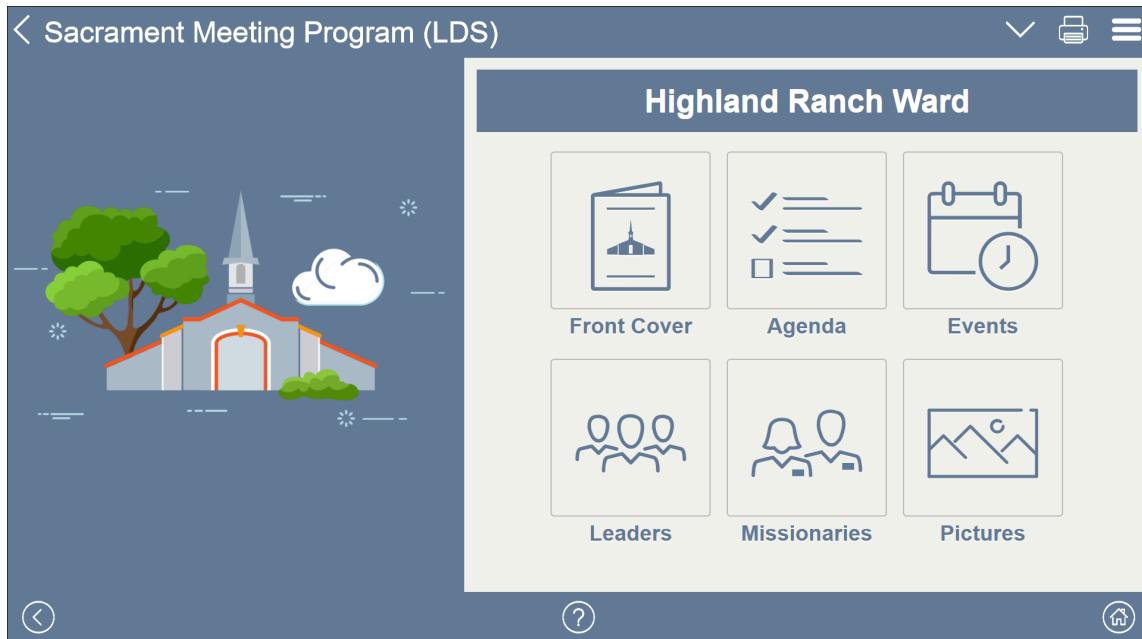 Sacrament Meeting Program (LDS)
Highland Ranch Ward
Front Cover
Agenda
Events
Leaders
Missionaries
Pictures
?